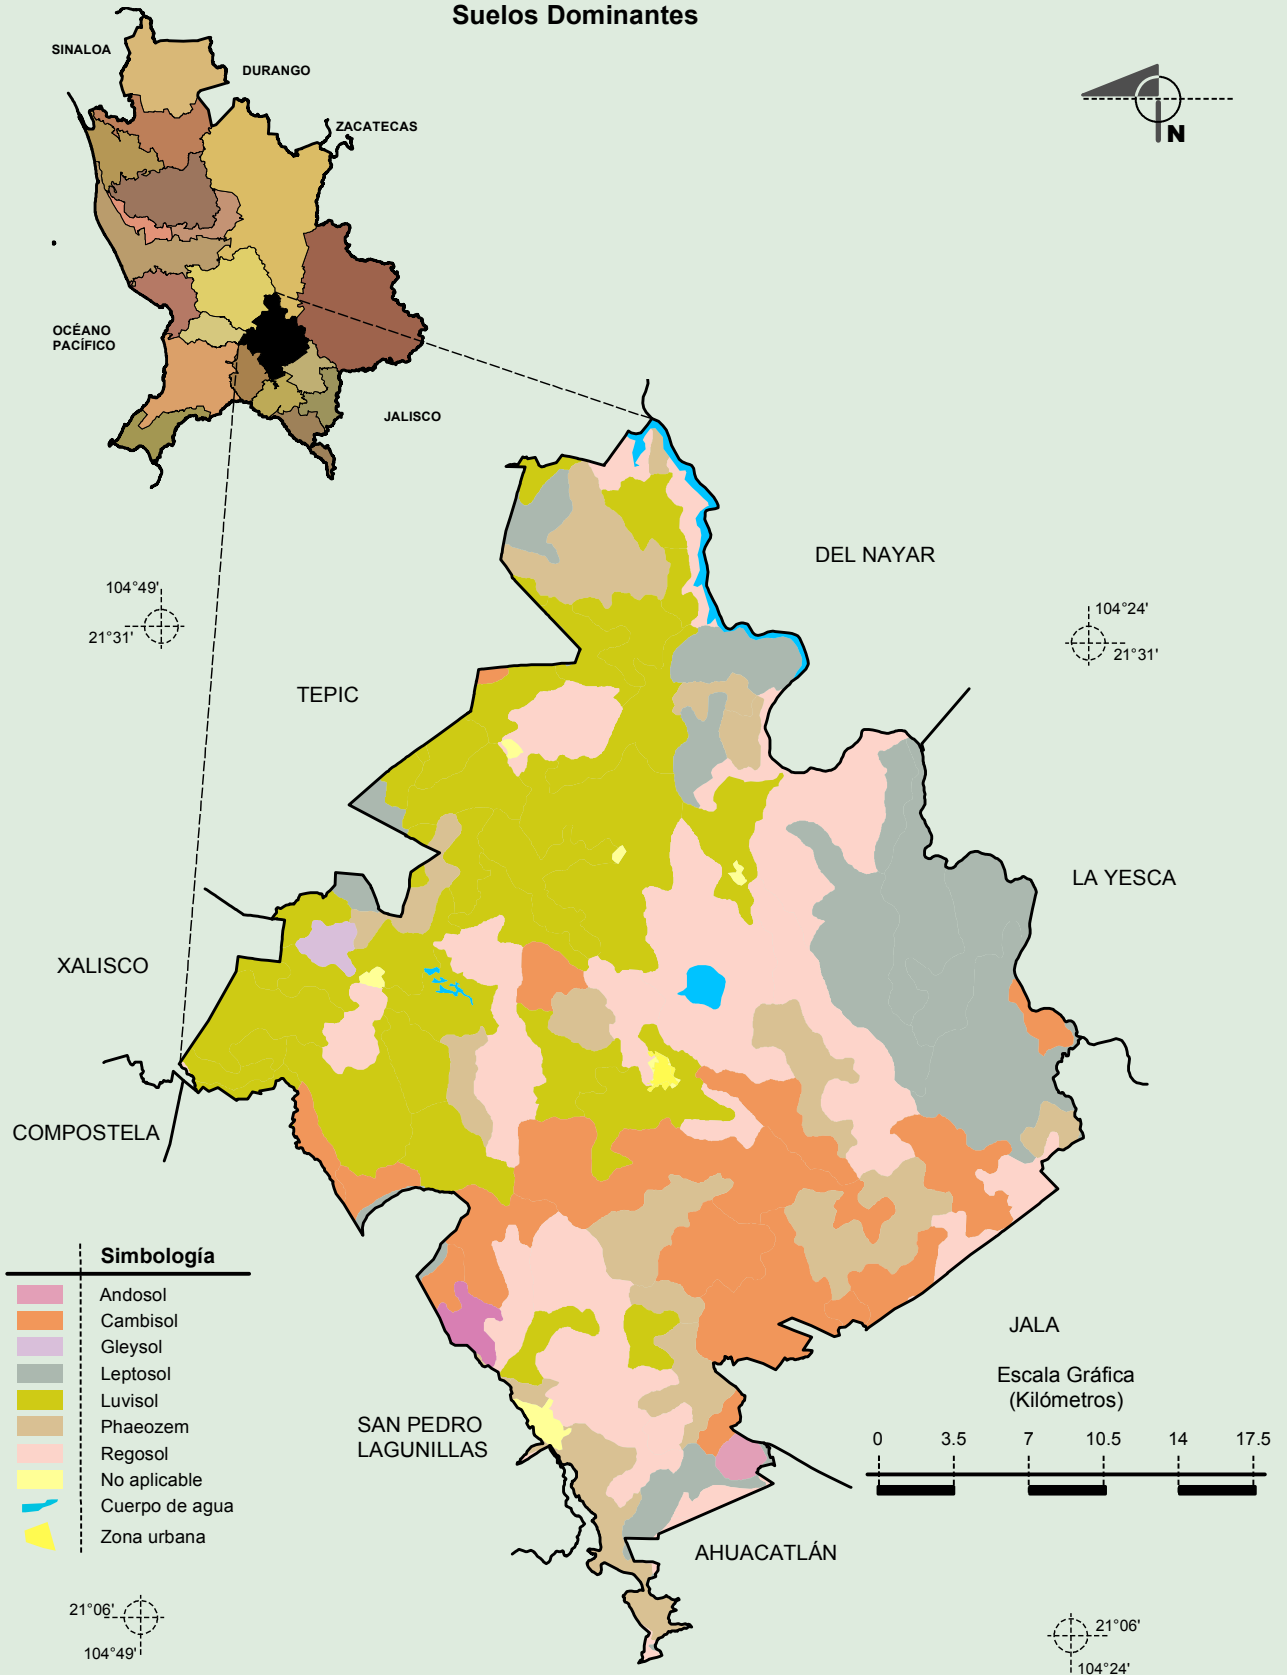 Suelos Dominantes
SINALOA
DURANGO
ZACATECAS
N
OCÉANO
PACÍFICO
JALISCO
DEL NAYAR
104°49'
21°31'
104°24'
21°31'
TEPIC
LA YESCA
XALISCO
COMPOSTELA
Simbología
Andosol
Cambisol
Gleysol
Leptosol
Luvisol
Phaeozem
Regosol
No aplicable
Cuerpo de agua
Zona urbana
JALA
Escala Gráfica
(Kilómetros)
0 3.5 7 10.5 14 17.5
SAN PEDRO
LAGUNILLAS
AHUACATLÁN
21°06'
104°49'
21°06'
104°24'